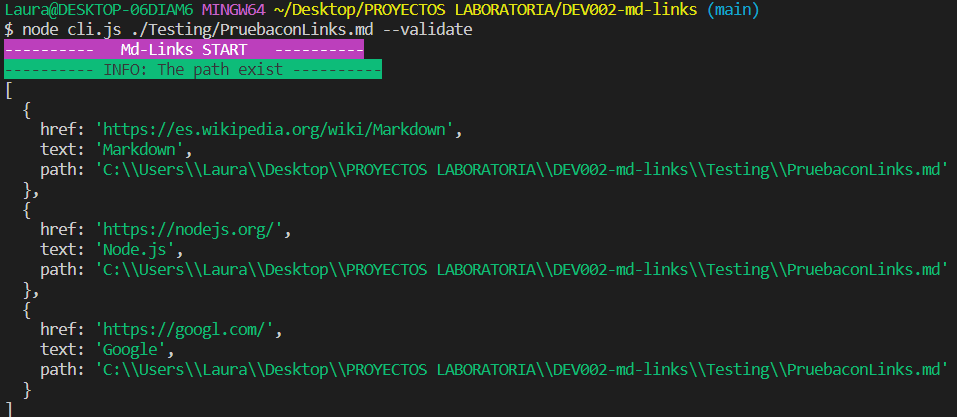 Laura@DESKTOP-06DIAM6 MINGW64 ~/Desktop/PROYECTOS LABORATORIA/DEV002-md-links (main)
$ node cli.js ./Testing/PruebaconLinks.md --validate
----------   Md-Links START   ----------
---------- INFO: The path exist ----------
[
  {
    href: 'https://es.wikipedia.org/wiki/Markdown',
    text: 'Markdown',
    path: 'C:\\Users\\Laura\\Desktop\\PROYECTOS LABORATORIA\\DEV002-md-links\\Testing\\PruebaconLinks.md'
  },
  {
    href: 'https://nodejs.org/',
    text: 'Node.js',
    path: 'C:\\Users\\Laura\\Desktop\\PROYECTOS LABORATORIA\\DEV002-md-links\\Testing\\PruebaconLinks.md'
  },
  {
    href: 'https://googl.com/',
    text: 'Google',
    path: 'C:\\Users\\Laura\\Desktop\\PROYECTOS LABORATORIA\\DEV002-md-links\\Testing\\PruebaconLinks.md'
  }
]